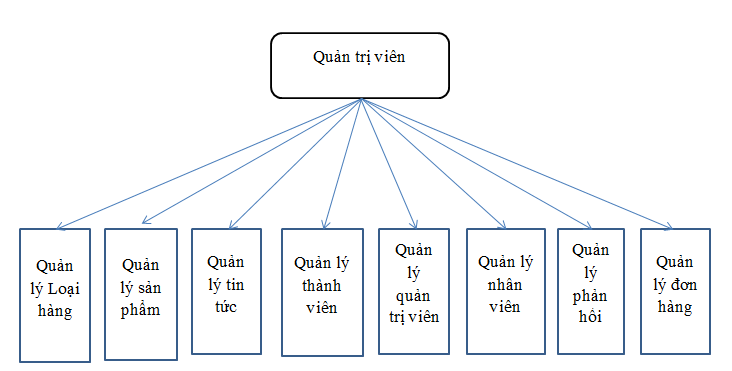 Quản trị viên
Quản
lý Loại
hàng
Quản
lý sản
phẩm
Quản
lý tin
tức
Quản lý
thành
viên
Quản
lý
quản
trị viên
Quản lý
nhân
viên
Quản
lý
phản
hồi
Quản
lý đơn
hàng